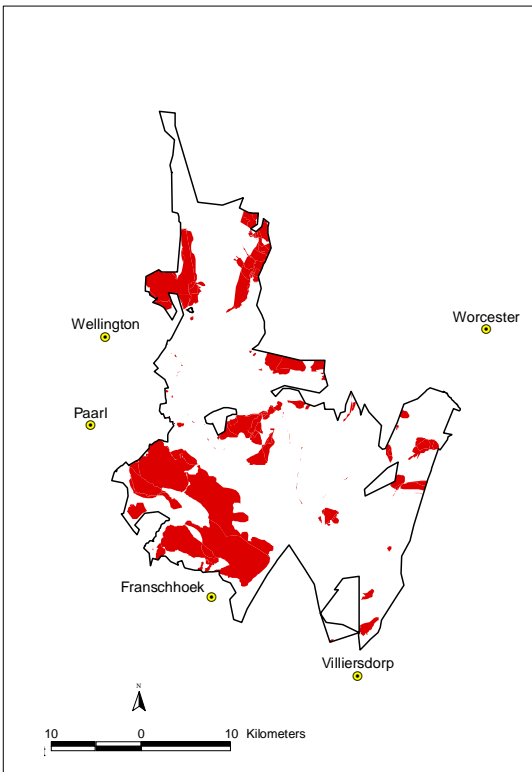 Wellington
Worcester
Paarl
Franschhoek
Villiersdorp
N
10 0 10 Kilometers